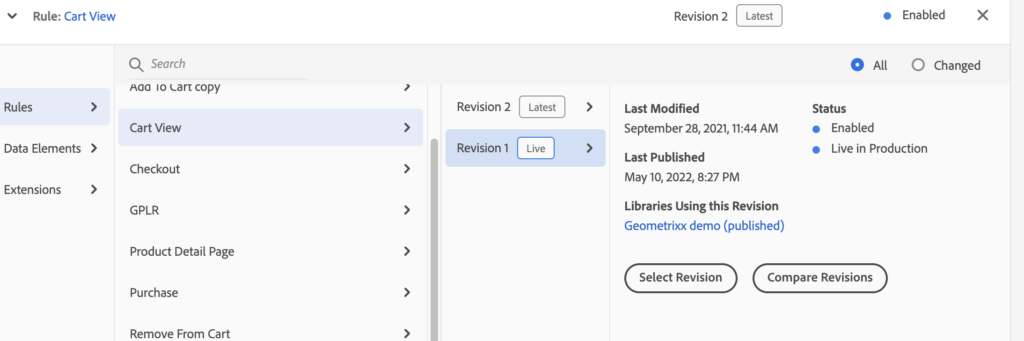 Rule: Cart View
Revision 2 Latest
Enabled
Search
All
Changed
Rules
Data Elements
Extensions
Add To Cart copy
Cart View
Checkout
GPLR
Product Detail Page
Purchase
Remove From Cart
Revision 2 Latest
Revision 1 Live
Last Modified
September 28, 2021, 11:44 AM
Last Published
May 10, 2022, 8:27 PM
Libraries Using this Revision
Geometrixx demo (published)
Status
Enabled
Live in Production
Select Revision
Compare Revisions